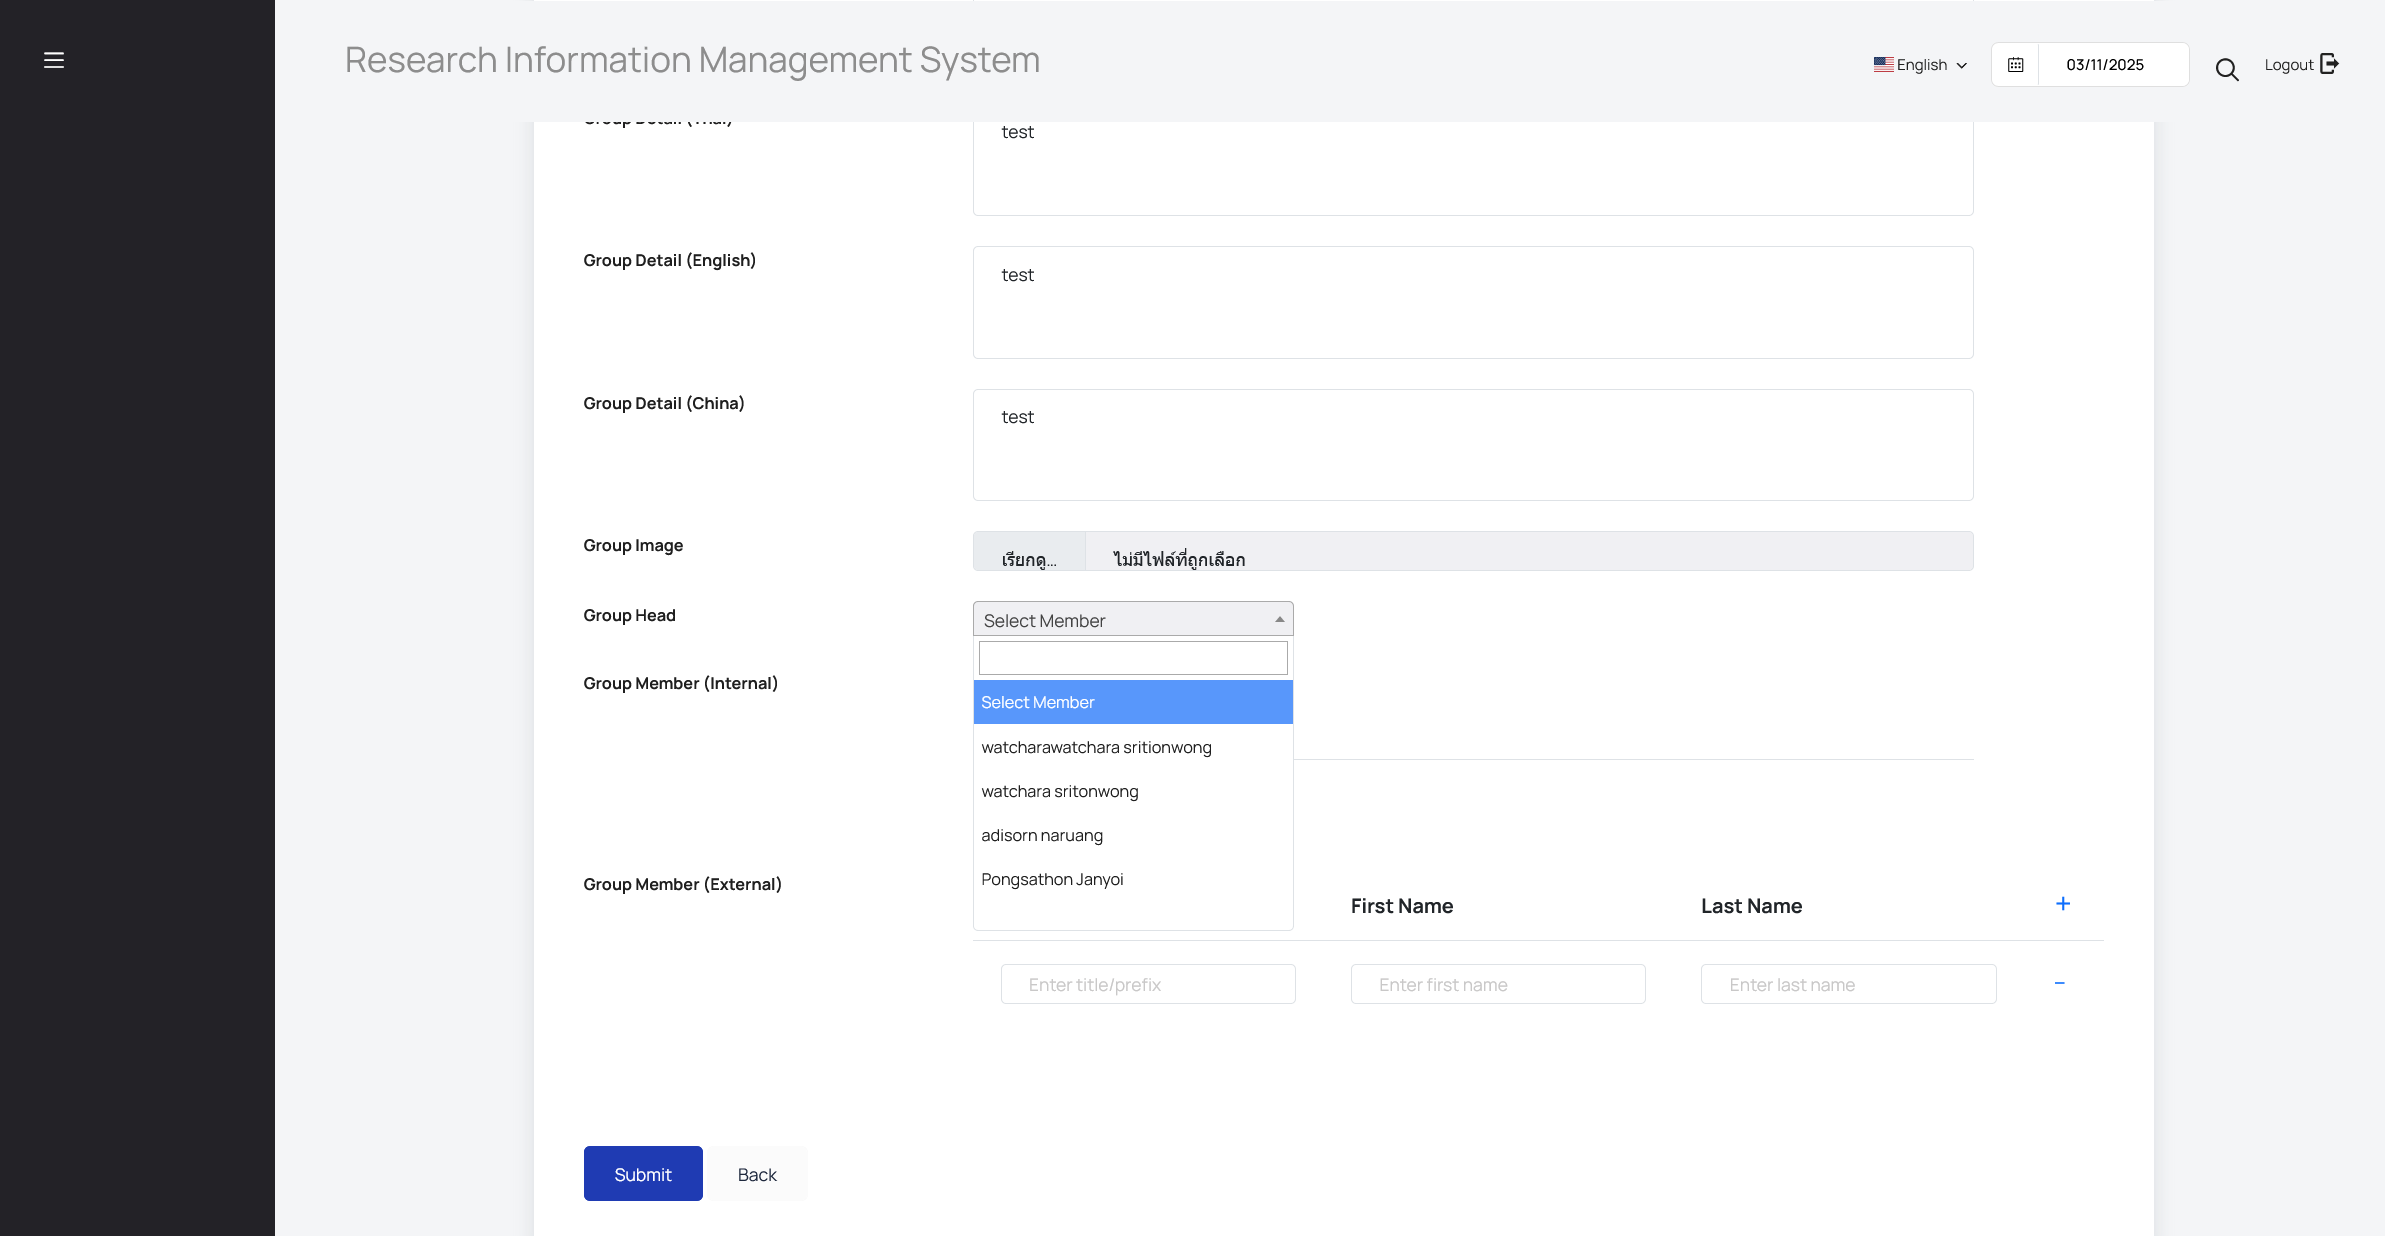 Research Information Management System
English
03/11/2025
Logout
Group Detail (Thai)
test
Group Detail (English)
test
Group Detail (China)
test
Group Image
เรียกดู...
ไม่มีไฟล์ที่ถูกเลือก
Group Head
Select Member
Group Member (Internal)
Select Member
watcharawatchara sritionwong
watchara sritonwong
adisorn naruang
Pongsathon Janyoi
Group Member (External)
First Name
Last Name
+
Enter title/prefix
Enter first name
Enter last name
-
Submit
Back